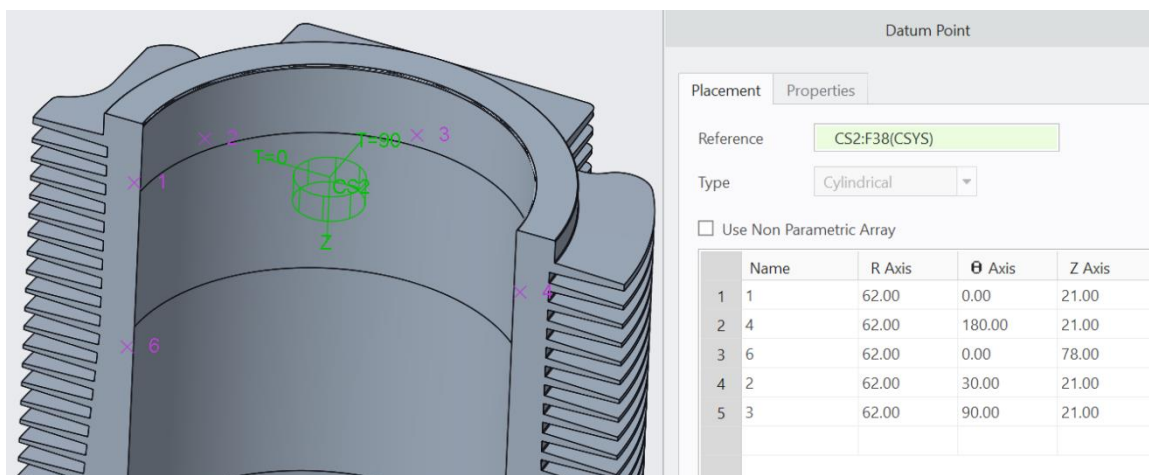 Datum Point
Placement Properties
Reference CS2:F38(CSYS)
Type Cylindrical
Use Non Parametric Array
Name R Axis Θ Axis Z Axis
1 1 62.00 0.00 21.00
2 4 62.00 180.00 21.00
3 6 62.00 0.00 78.00
4 2 62.00 30.00 21.00
5 3 62.00 90.00 21.00
2
3
T=0
T=90
1
CS2
Z
4
6